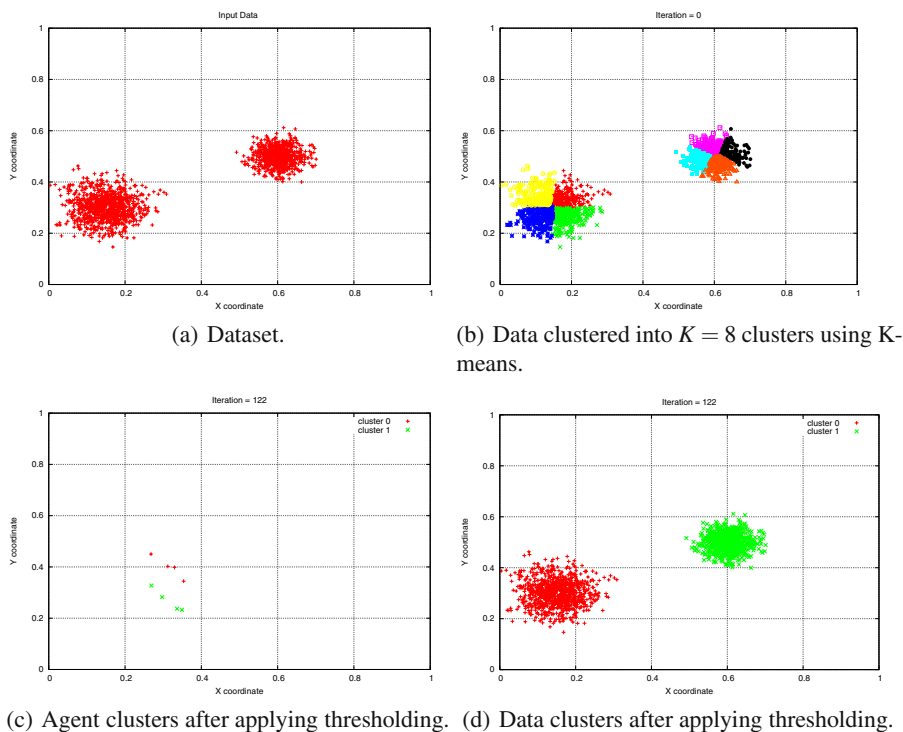 Input Data
1
0.8
0.6
0.4
0.2
0
0 0.2 0.4 0.6 0.8 1
Y coordinate
X coordinate
(a) Dataset.
Iteration = 0
1
0.8
0.6
0.4
0.2
0
0 0.2 0.4 0.6 0.8 1
Y coordinate
X coordinate
(b) Data clustered into K = 8 clusters using K-
means.
Iteration = 122
cluster 0
cluster 1
1
0.8
0.6
0.4
0.2
0
0 0.2 0.4 0.6 0.8 1
Y coordinate
X coordinate
(c) Agent clusters after applying thresholding.
Iteration = 122
cluster 0
cluster 1
1
0.8
0.6
0.4
0.2
0
0 0.2 0.4 0.6 0.8 1
Y coordinate
X coordinate
(d) Data clusters after applying thresholding.